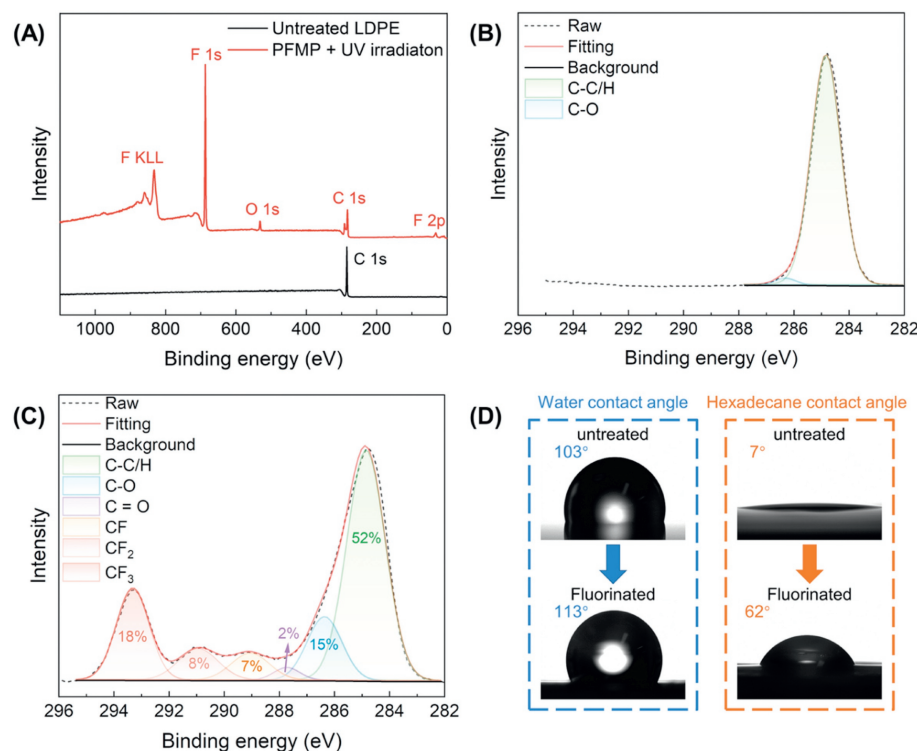 (A)
Untreated LDPE
PFMP + UV irradiaton
F 1s
F KLL
O 1s
C 1s
F 2p
C 1s
Intensity
1000 800 600 400 200 0
Binding energy (eV)
(B)
Raw
Fitting
Background
C-C/H
C-O
Intensity
296 294 292 290 288 286 284 282
Binding energy (eV)
(C)
Raw
Fitting
Background
C-C/H
C-O
C = O
CF
CF2
CF3
52%
2%
18%
8%
7%
15%
Intensity
296 294 292 290 288 286 284 282
Binding energy (eV)
(D)
Water contact angle
untreated
103°
Fluorinated
113°
Hexadecane contact angle
untreated
7°
Fluorinated
62°